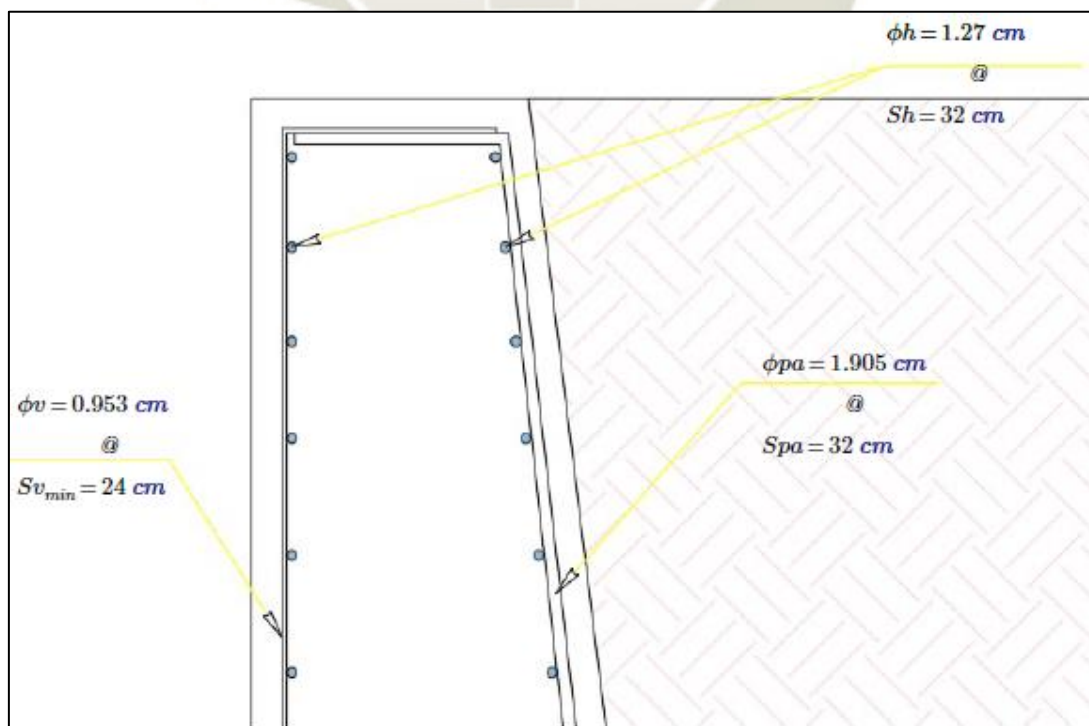 ϕh = 1.27 cm
@
Sh = 32 cm
ϕpa = 1.905 cm
@
Spa = 32 cm
ϕv = 0.953 cm
@
Sv_min = 24 cm